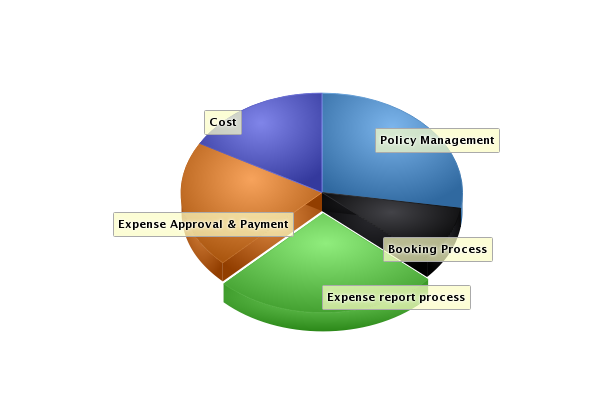 Cost
Policy Management
Expense Approval & Payment
Booking Process
Expense report process